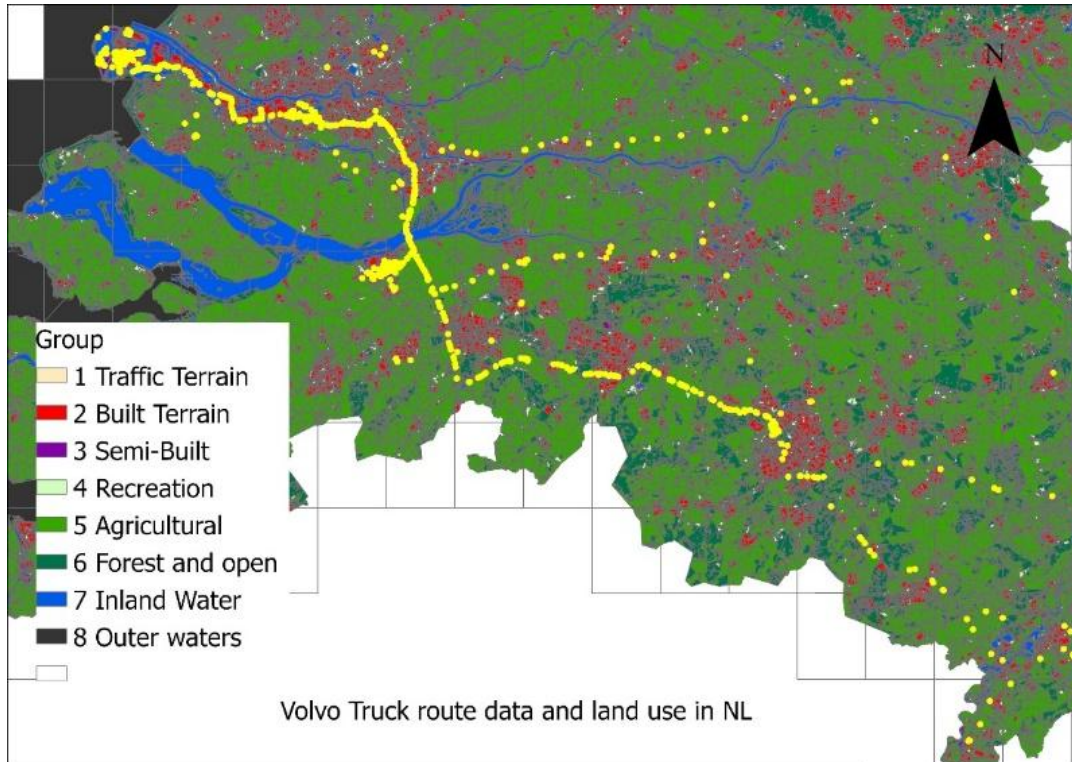 N
Group
1 Traffic Terrain
2 Built Terrain
3 Semi-Built
4 Recreation
5 Agricultural
6 Forest and open
7 Inland Water
8 Outer waters
Volvo Truck route data and land use in NL